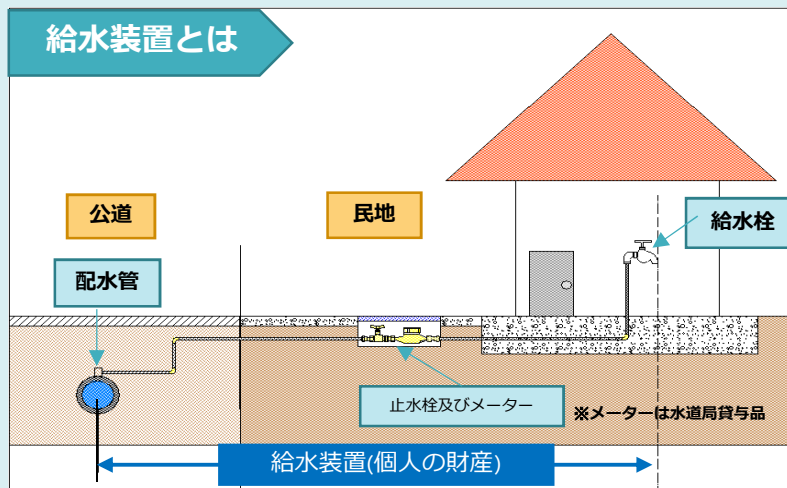 給水装置とは
公道
民地
給水栓
配水管
止水栓及びメーター
※メーターは水道局貸与品
給水装置(個人の財産)